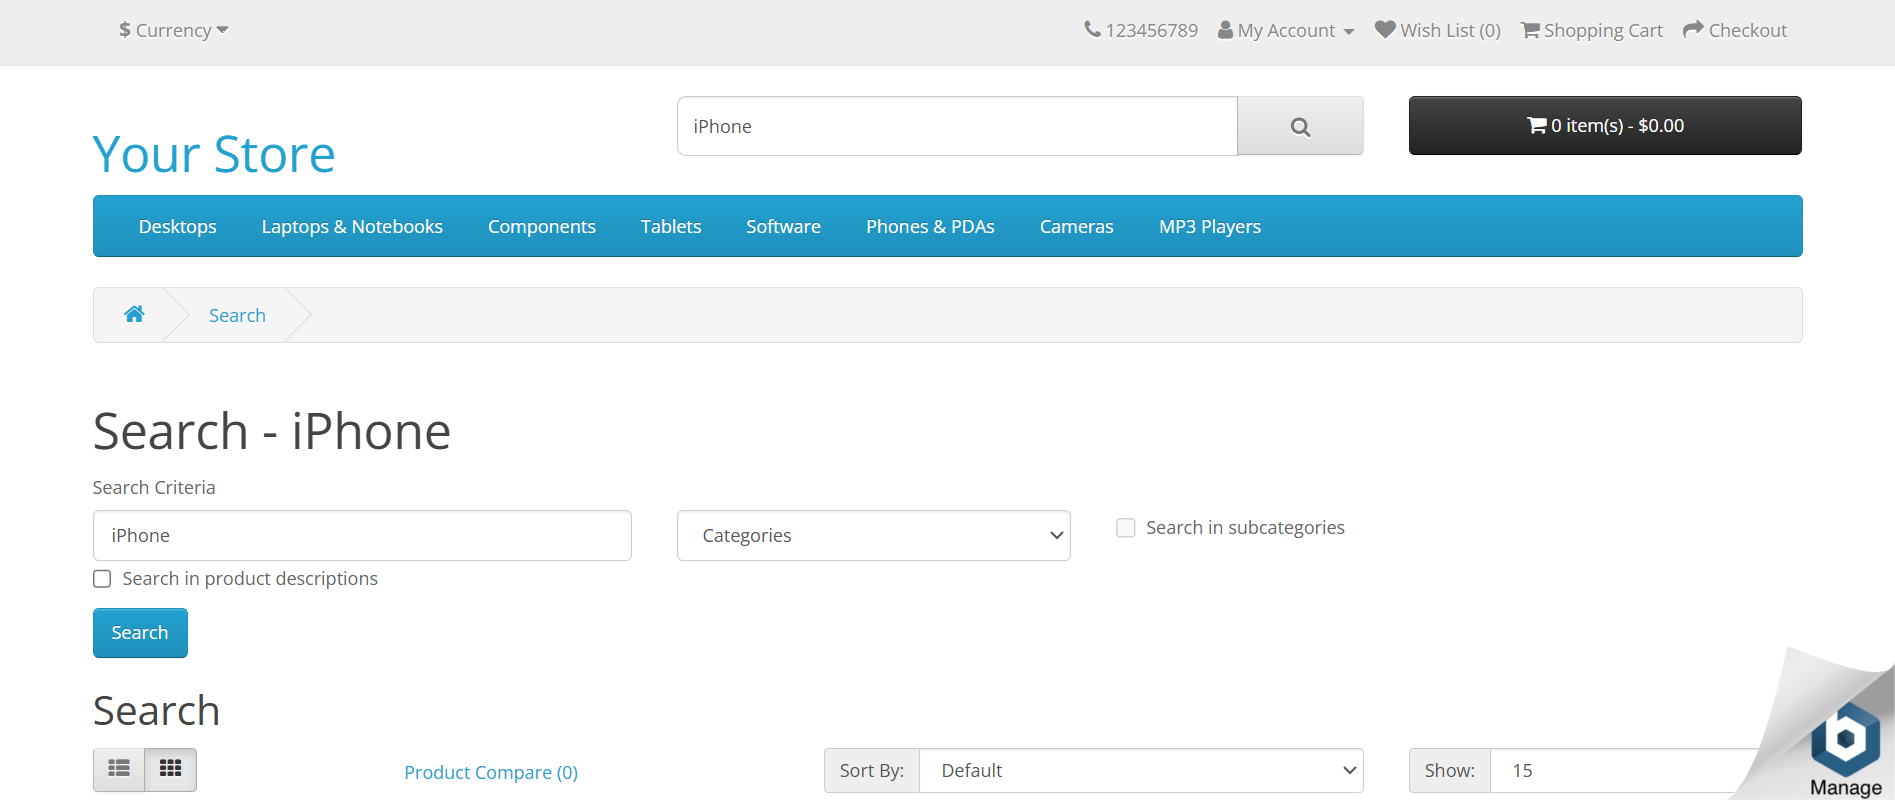 $ Currency
123456789 My Account Wish List (0) Shopping Cart Checkout
Your Store
iPhone
0 item(s) - $0.00
Desktops Laptops & Notebooks Components Tablets Software Phones & PDAs Cameras MP3 Players
Search
Search - iPhone
Search Criteria
iPhone
Categories
Search in subcategories
Search in product descriptions
Search
Search
Product Compare (0)
Sort By: Default
Show: 15
b
Manage